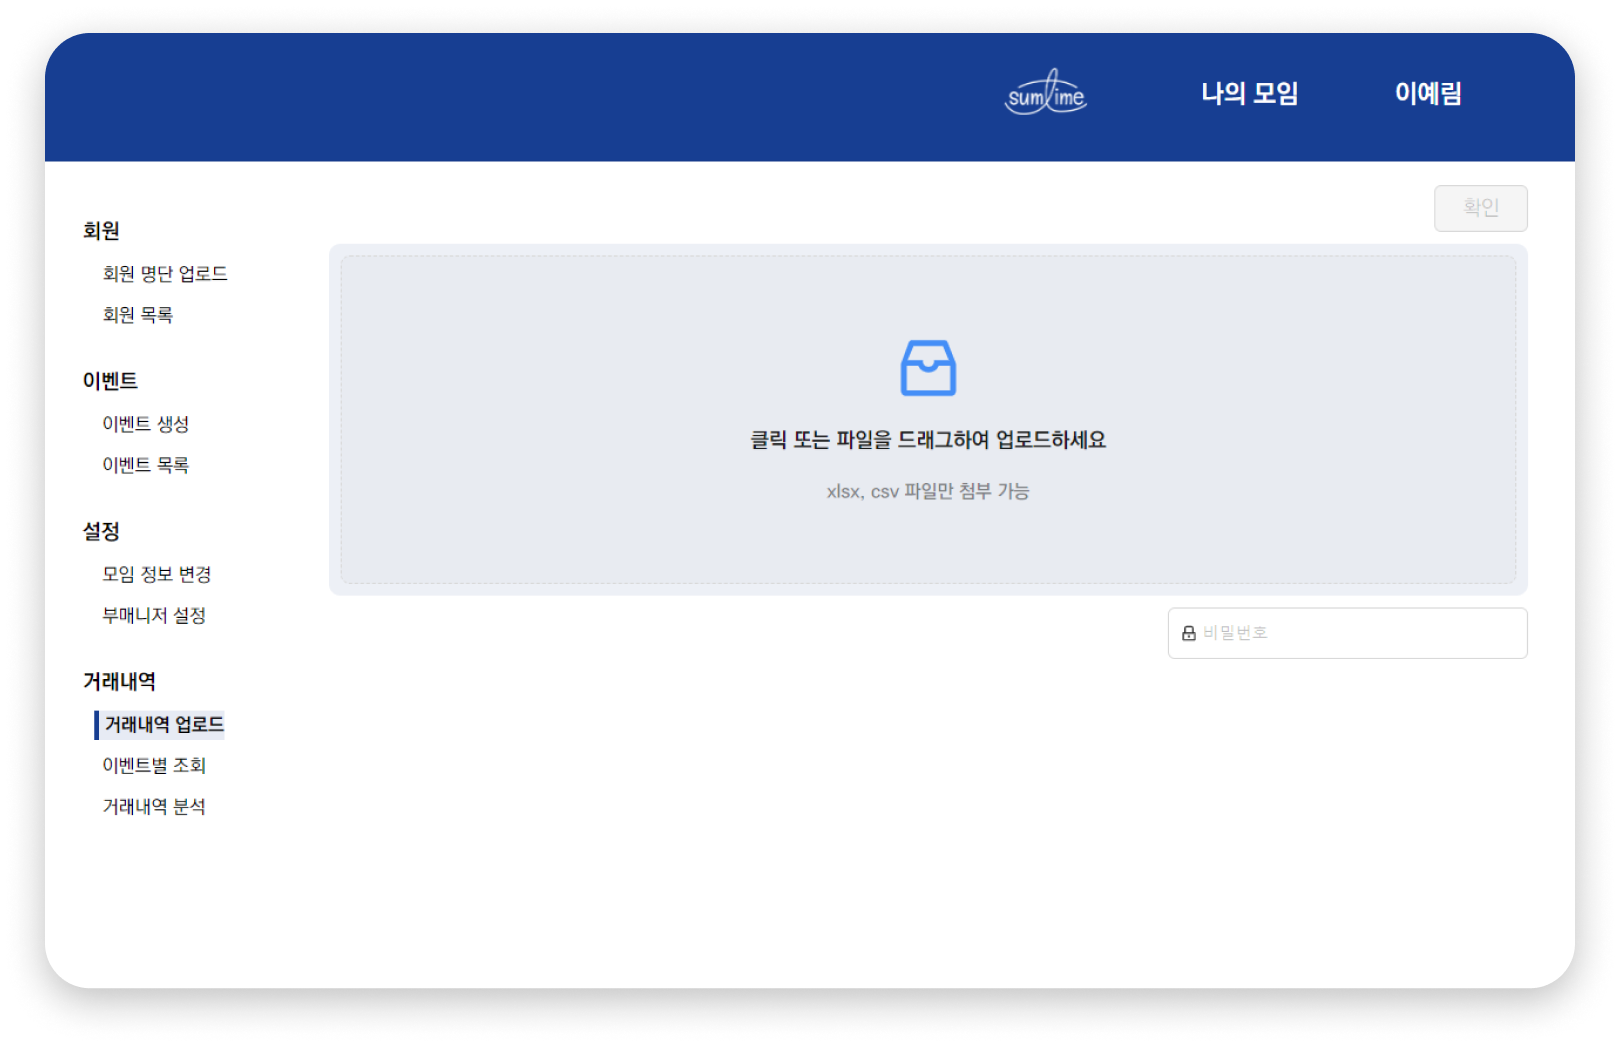 sumlime
나의 모임
이예림
회원
회원 명단 업로드
회원 목록
이벤트
이벤트 생성
이벤트 목록
설정
모임 정보 변경
부매니저 설정
거래내역
거래내역 업로드
이벤트별 조회
거래내역 분석
확인
클릭 또는 파일을 드래그하여 업로드하세요
xlsx, csv 파일만 첨부 가능
비밀번호